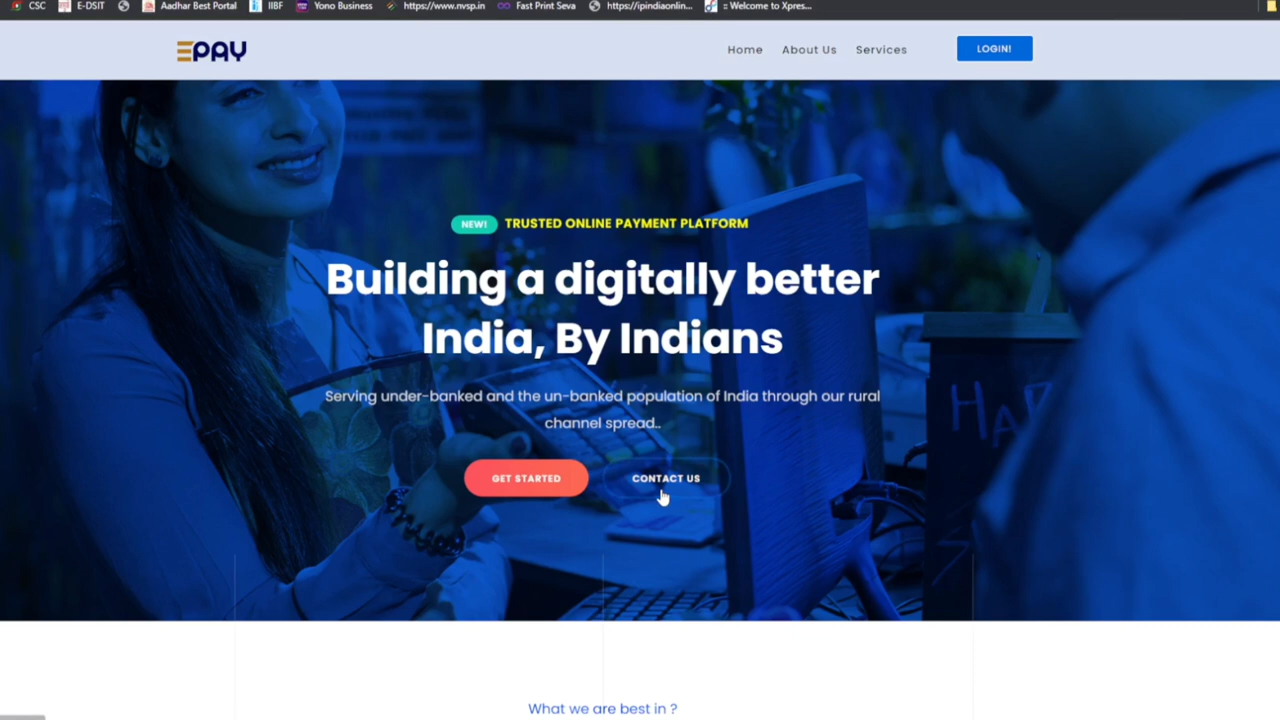 CSC E-DSIT Aadhar Best Portal IIBF Yono Business https://www.nvsp.in Fast Print Seva https://ipindiaonlin... :: Welcome to Xpres...
EPAY Home About Us Services LOGIN!
NEW! TRUSTED ONLINE PAYMENT PLATFORM
Building a digitally better
India, By Indians
Serving under-banked and the un-banked population of India through our rural
channel spread..
GET STARTED CONTACT US
What we are best in ?